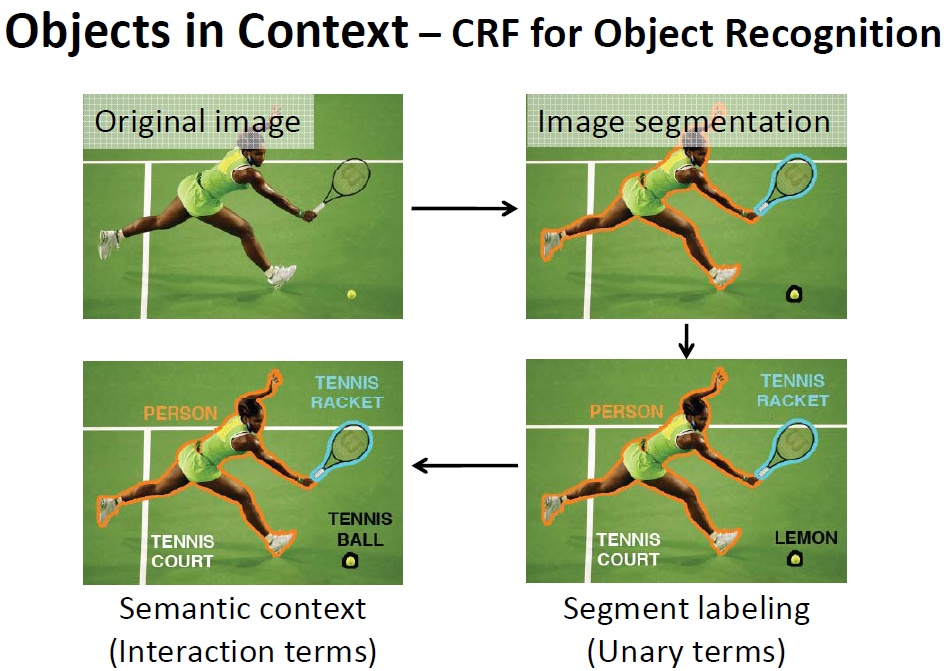 Objects in Context – CRF for Object Recognition
Original image
Image segmentation
PERSON
TENNIS
RACKET
TENNIS
COURT
TENNIS
BALL
Semantic context
(Interaction terms)
PERSON
TENNIS
RACKET
TENNIS
COURT
LEMON
Segment labeling
(Unary terms)